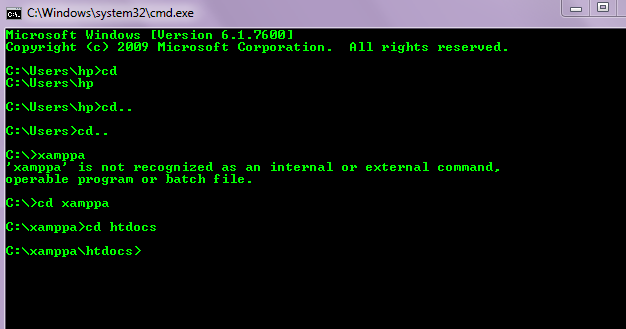 C:\Windows\system32\cmd.exe
Microsoft Windows [Version 6.1.7600]
Copyright (c) 2009 Microsoft Corporation.  All rights reserved.
C:\Users\hp>cd
C:\Users\hp
C:\Users\hp>cd..
C:\Users>cd..
C:\>xamppa
'xamppa' is not recognized as an internal or external command,
operable program or batch file.
C:\>cd xamppa
C:\xamppa>cd htdocs
C:\xamppa\htdocs>